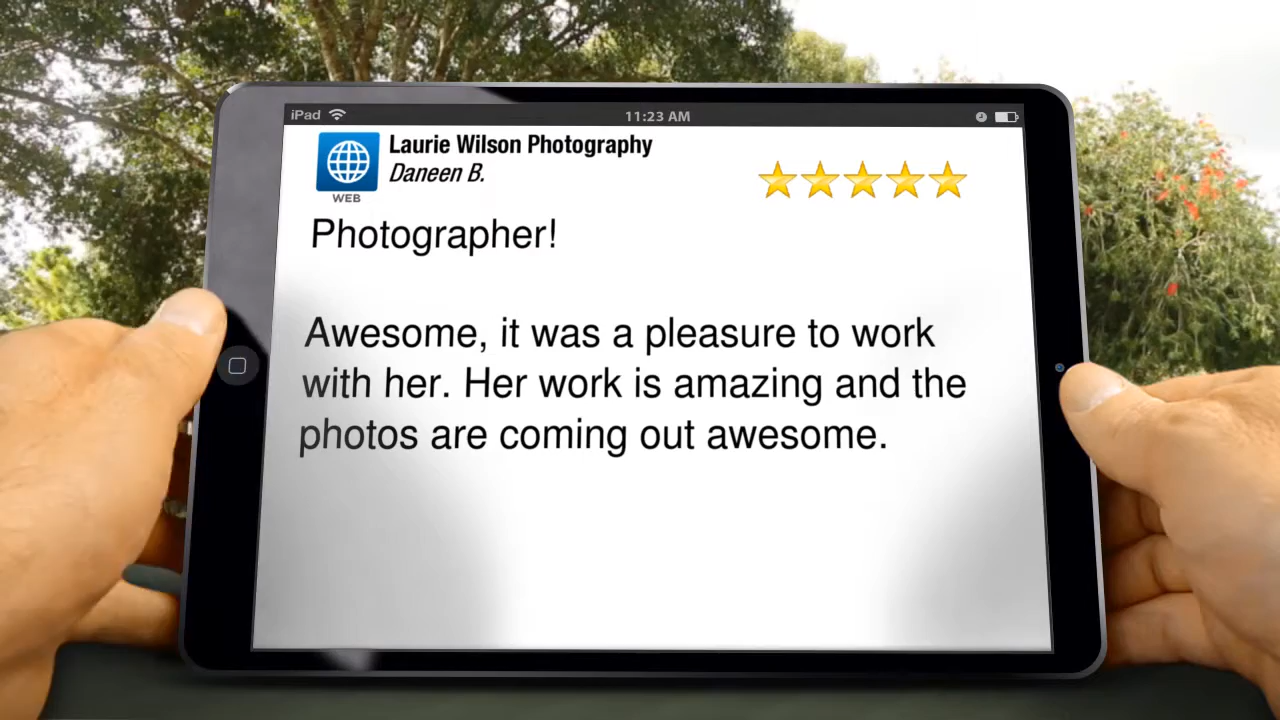 iPad
11:23 AM
Laurie Wilson Photography
Daneen B.
WEB
Photographer!
Awesome, it was a pleasure to work
with her. Her work is amazing and the
photos are coming out awesome.